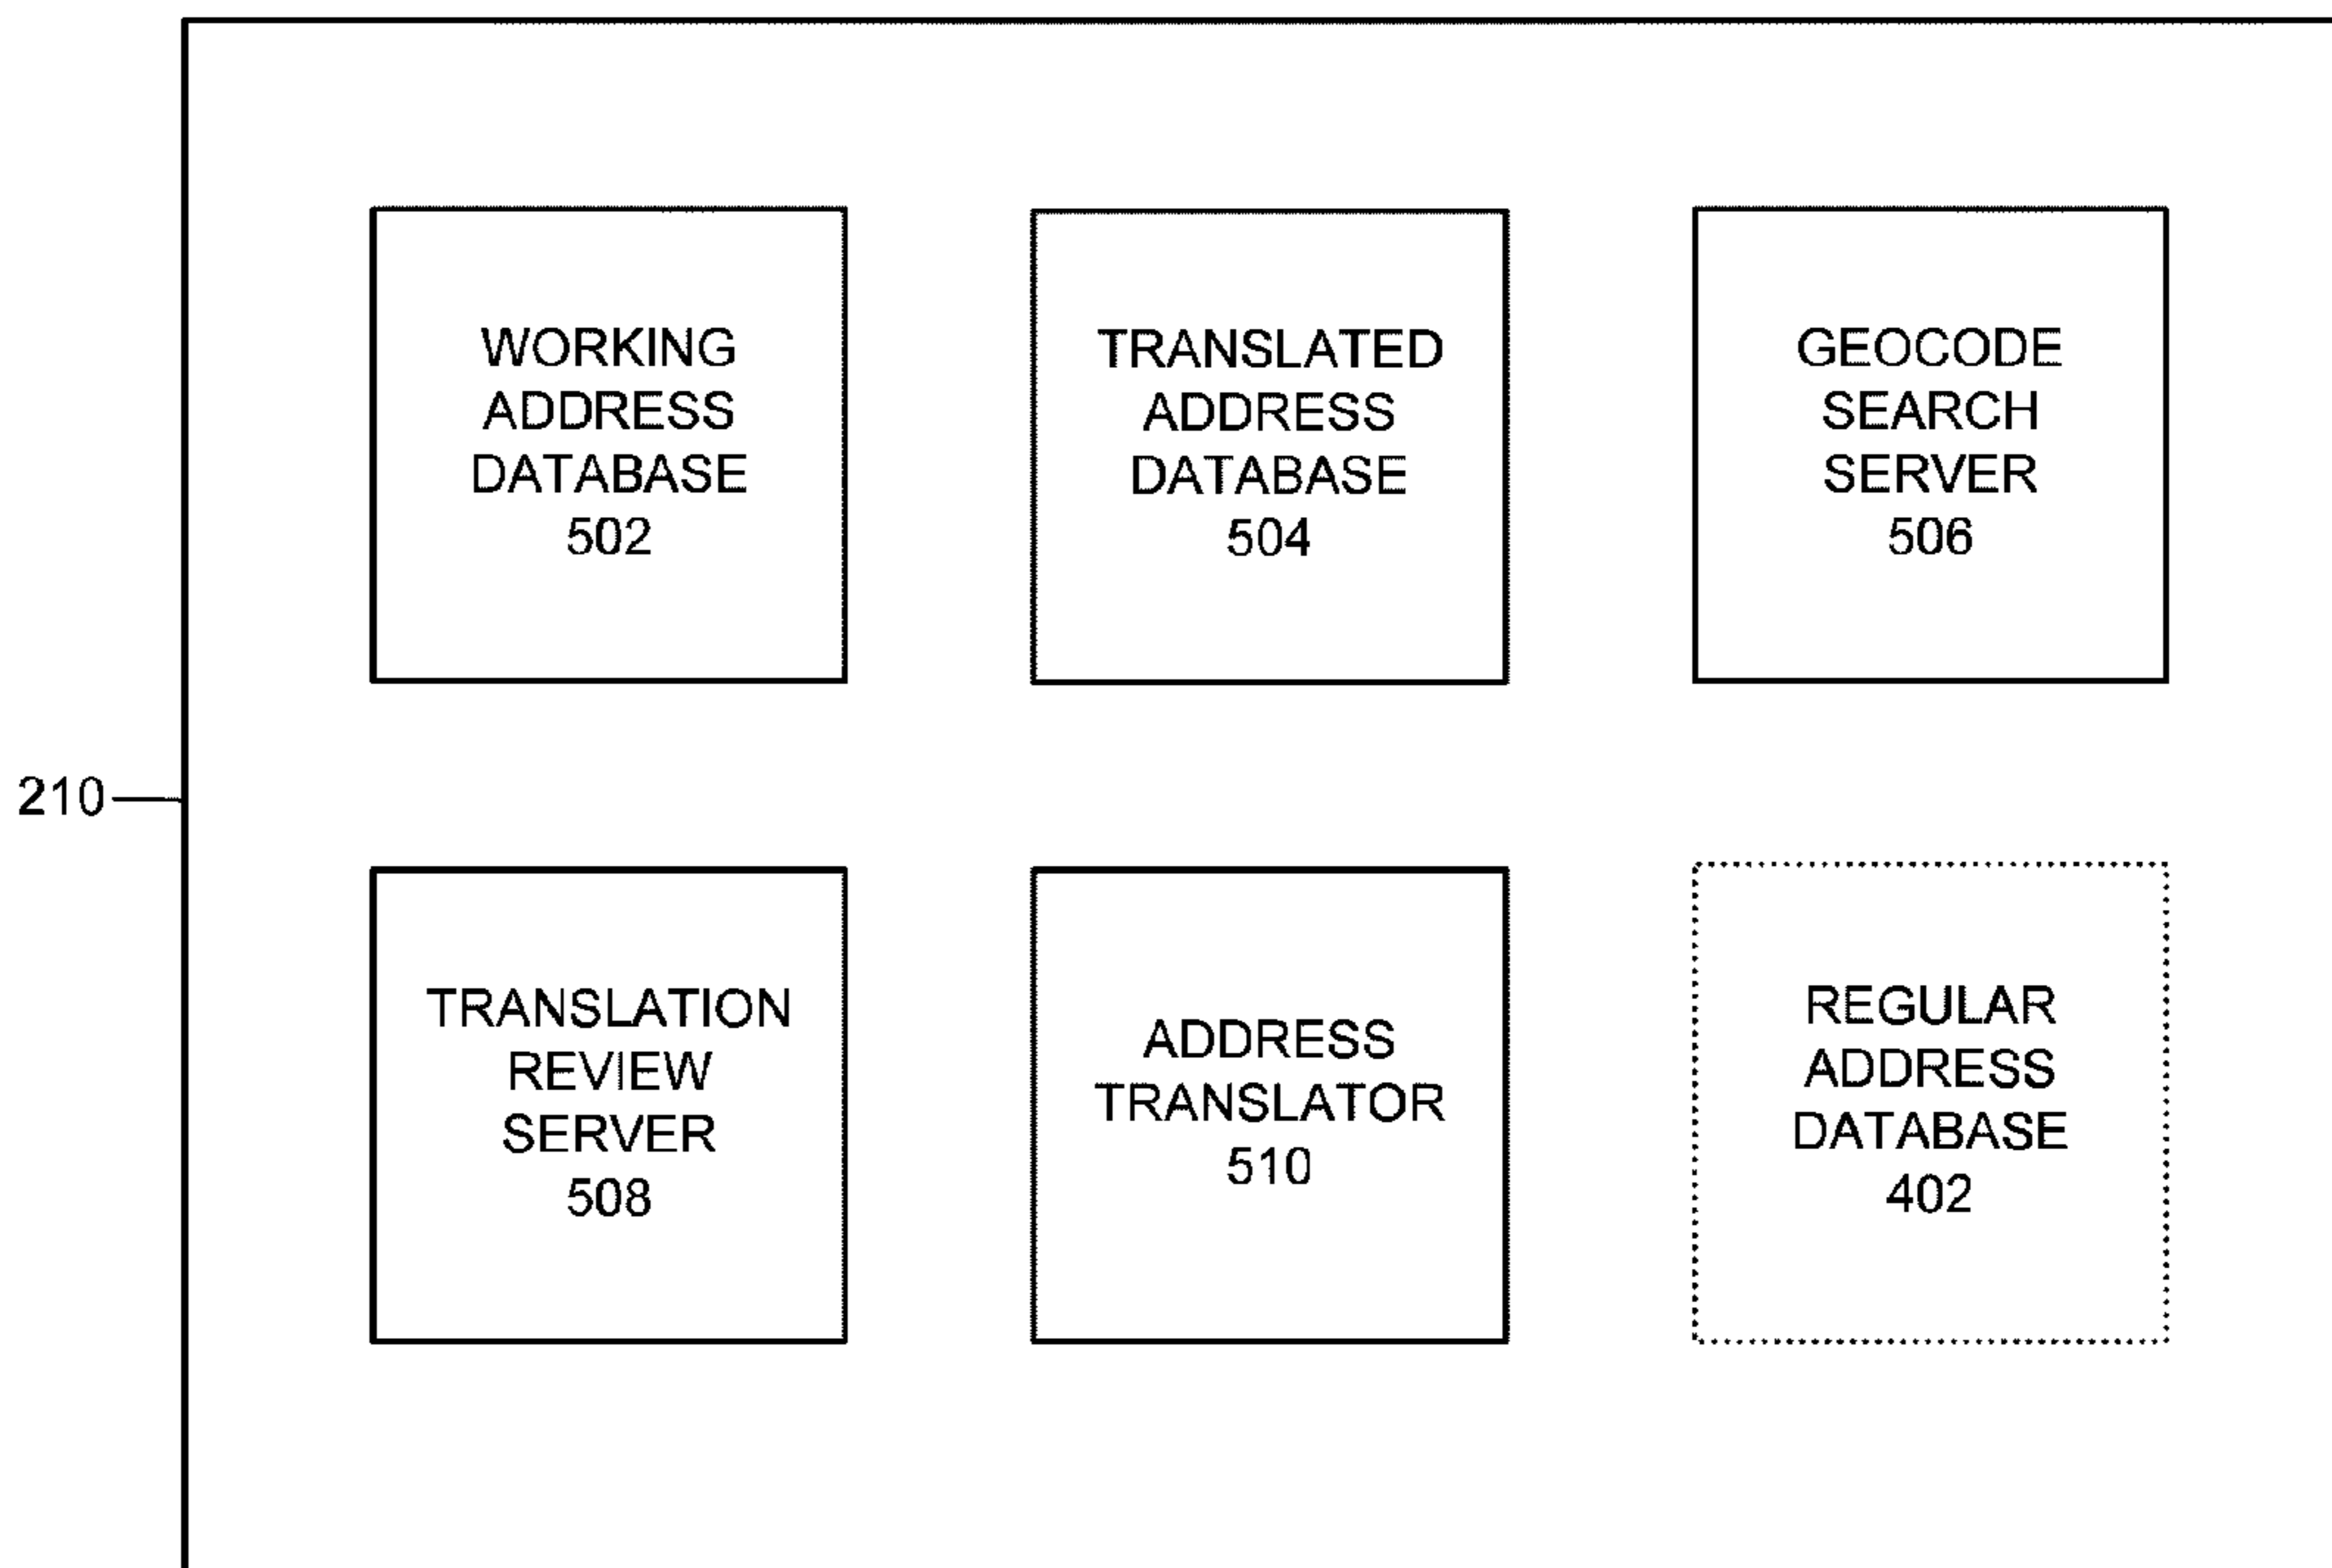 WORKING
ADDRESS
DATABASE
502
TRANSLATED
ADDRESS
DATABASE
504
GEOCODE
SEARCH
SERVER
506
210
TRANSLATION
REVIEW
SERVER
508
ADDRESS
TRANSLATOR
510
REGULAR
ADDRESS
DATABASE
402